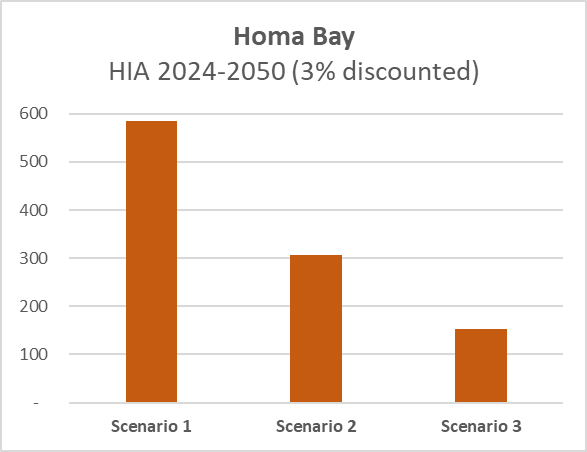 Homa Bay
HIA 2024-2050 (3% discounted)
600
500
400
300
200
100
-
Scenario 1
Scenario 2
Scenario 3